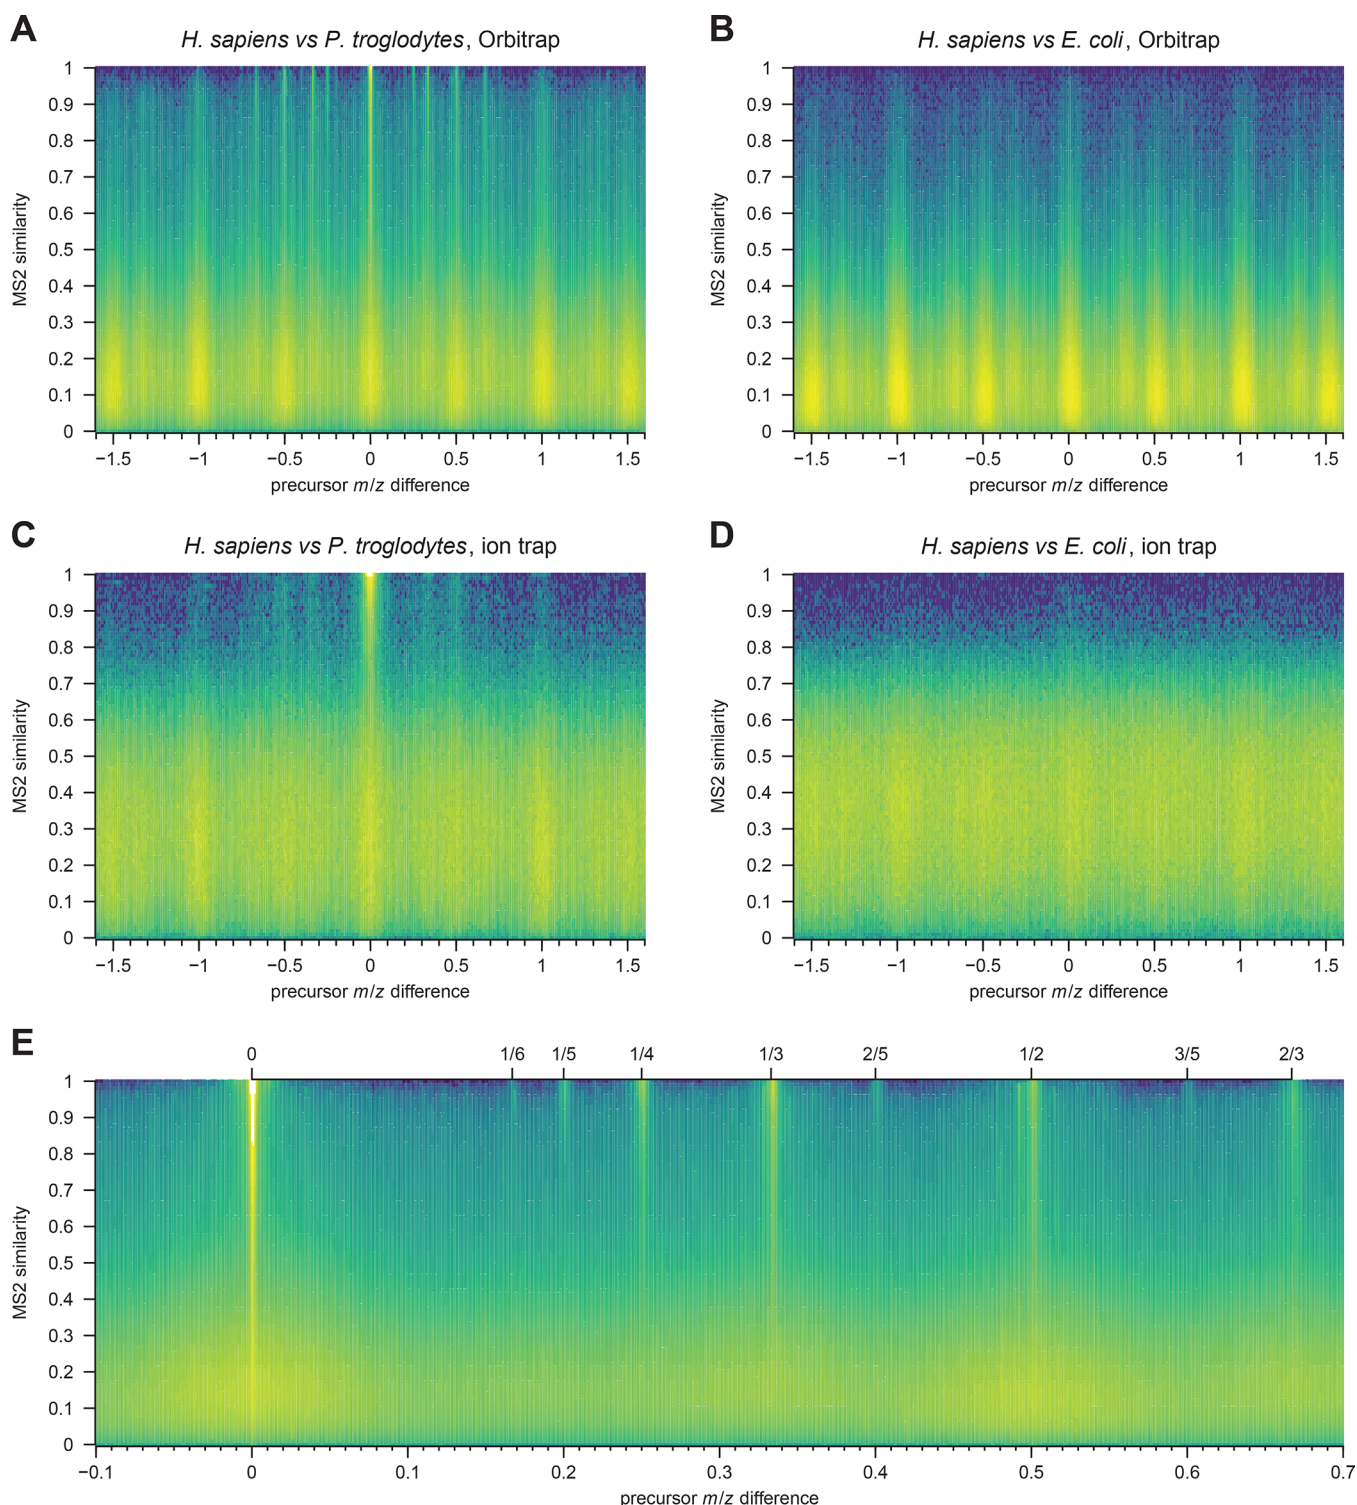 A
H. sapiens vs P. troglodytes, Orbitrap
MS2 similarity
1
0.9
0.8
0.7
0.6
0.5
0.4
0.3
0.2
0.1
0
−1.5 −1 −0.5 0 0.5 1 1.5
precursor m/z difference
B
H. sapiens vs E. coli, Orbitrap
MS2 similarity
1
0.9
0.8
0.7
0.6
0.5
0.4
0.3
0.2
0.1
0
−1.5 −1 −0.5 0 0.5 1 1.5
precursor m/z difference
C
H. sapiens vs P. troglodytes, ion trap
MS2 similarity
1
0.9
0.8
0.7
0.6
0.5
0.4
0.3
0.2
0.1
0
−1.5 −1 −0.5 0 0.5 1 1.5
precursor m/z difference
D
H. sapiens vs E. coli, ion trap
MS2 similarity
1
0.9
0.8
0.7
0.6
0.5
0.4
0.3
0.2
0.1
0
−1.5 −1 −0.5 0 0.5 1 1.5
precursor m/z difference
E
0 1/6 1/5 1/4 1/3 2/5 1/2 3/5 2/3
MS2 similarity
1
0.9
0.8
0.7
0.6
0.5
0.4
0.3
0.2
0.1
0
−0.1 0 0.1 0.2 0.3 0.4 0.5 0.6 0.7
precursor m/z difference